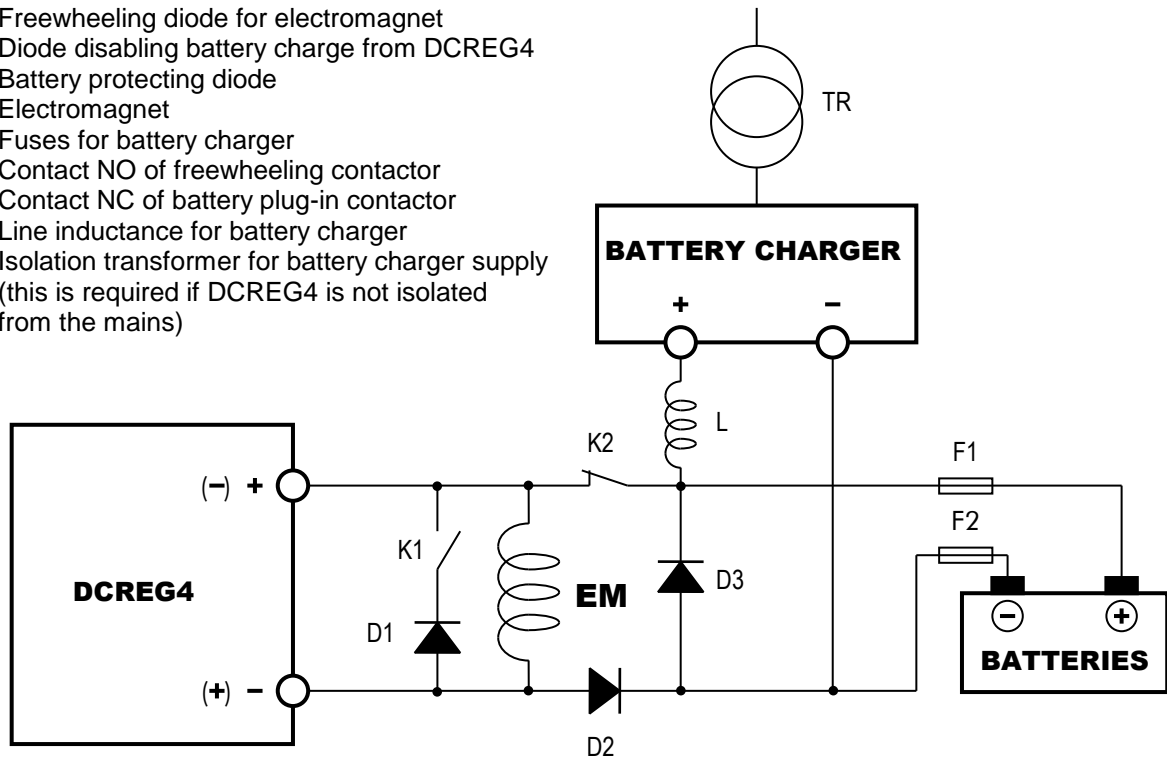 Freewheeling diode for electromagnet
Diode disabling battery charge from DCREG4
Battery protecting diode
Electromagnet
Fuses for battery charger
Contact NO of freewheeling contactor
Contact NC of battery plug-in contactor
Line inductance for battery charger
Isolation transformer for battery charger supply
(this is required if DCREG4 is not isolated
from the mains)
TR
BATTERY CHARGER
+ −
L
K2
F1
(−) +
F2
K1
DCREG4
EM
D3
− +
D1
BATTERIES
(+) -
D2